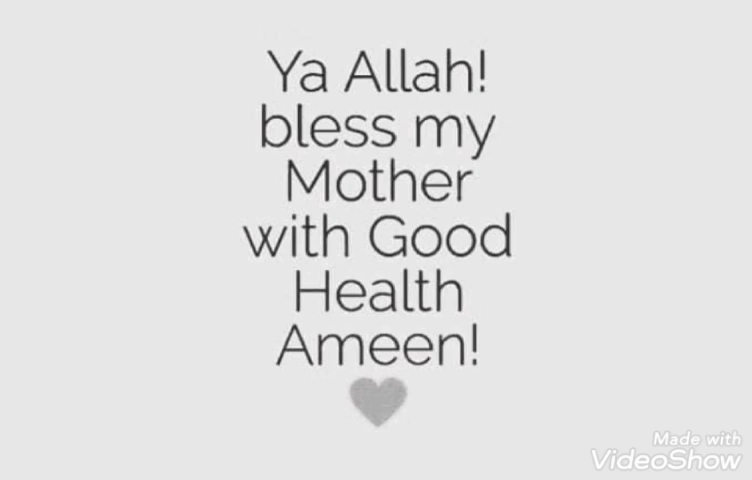 Ya Allah!
bless my
Mother
with Good
Health
Ameen!
Made with
VideoShow